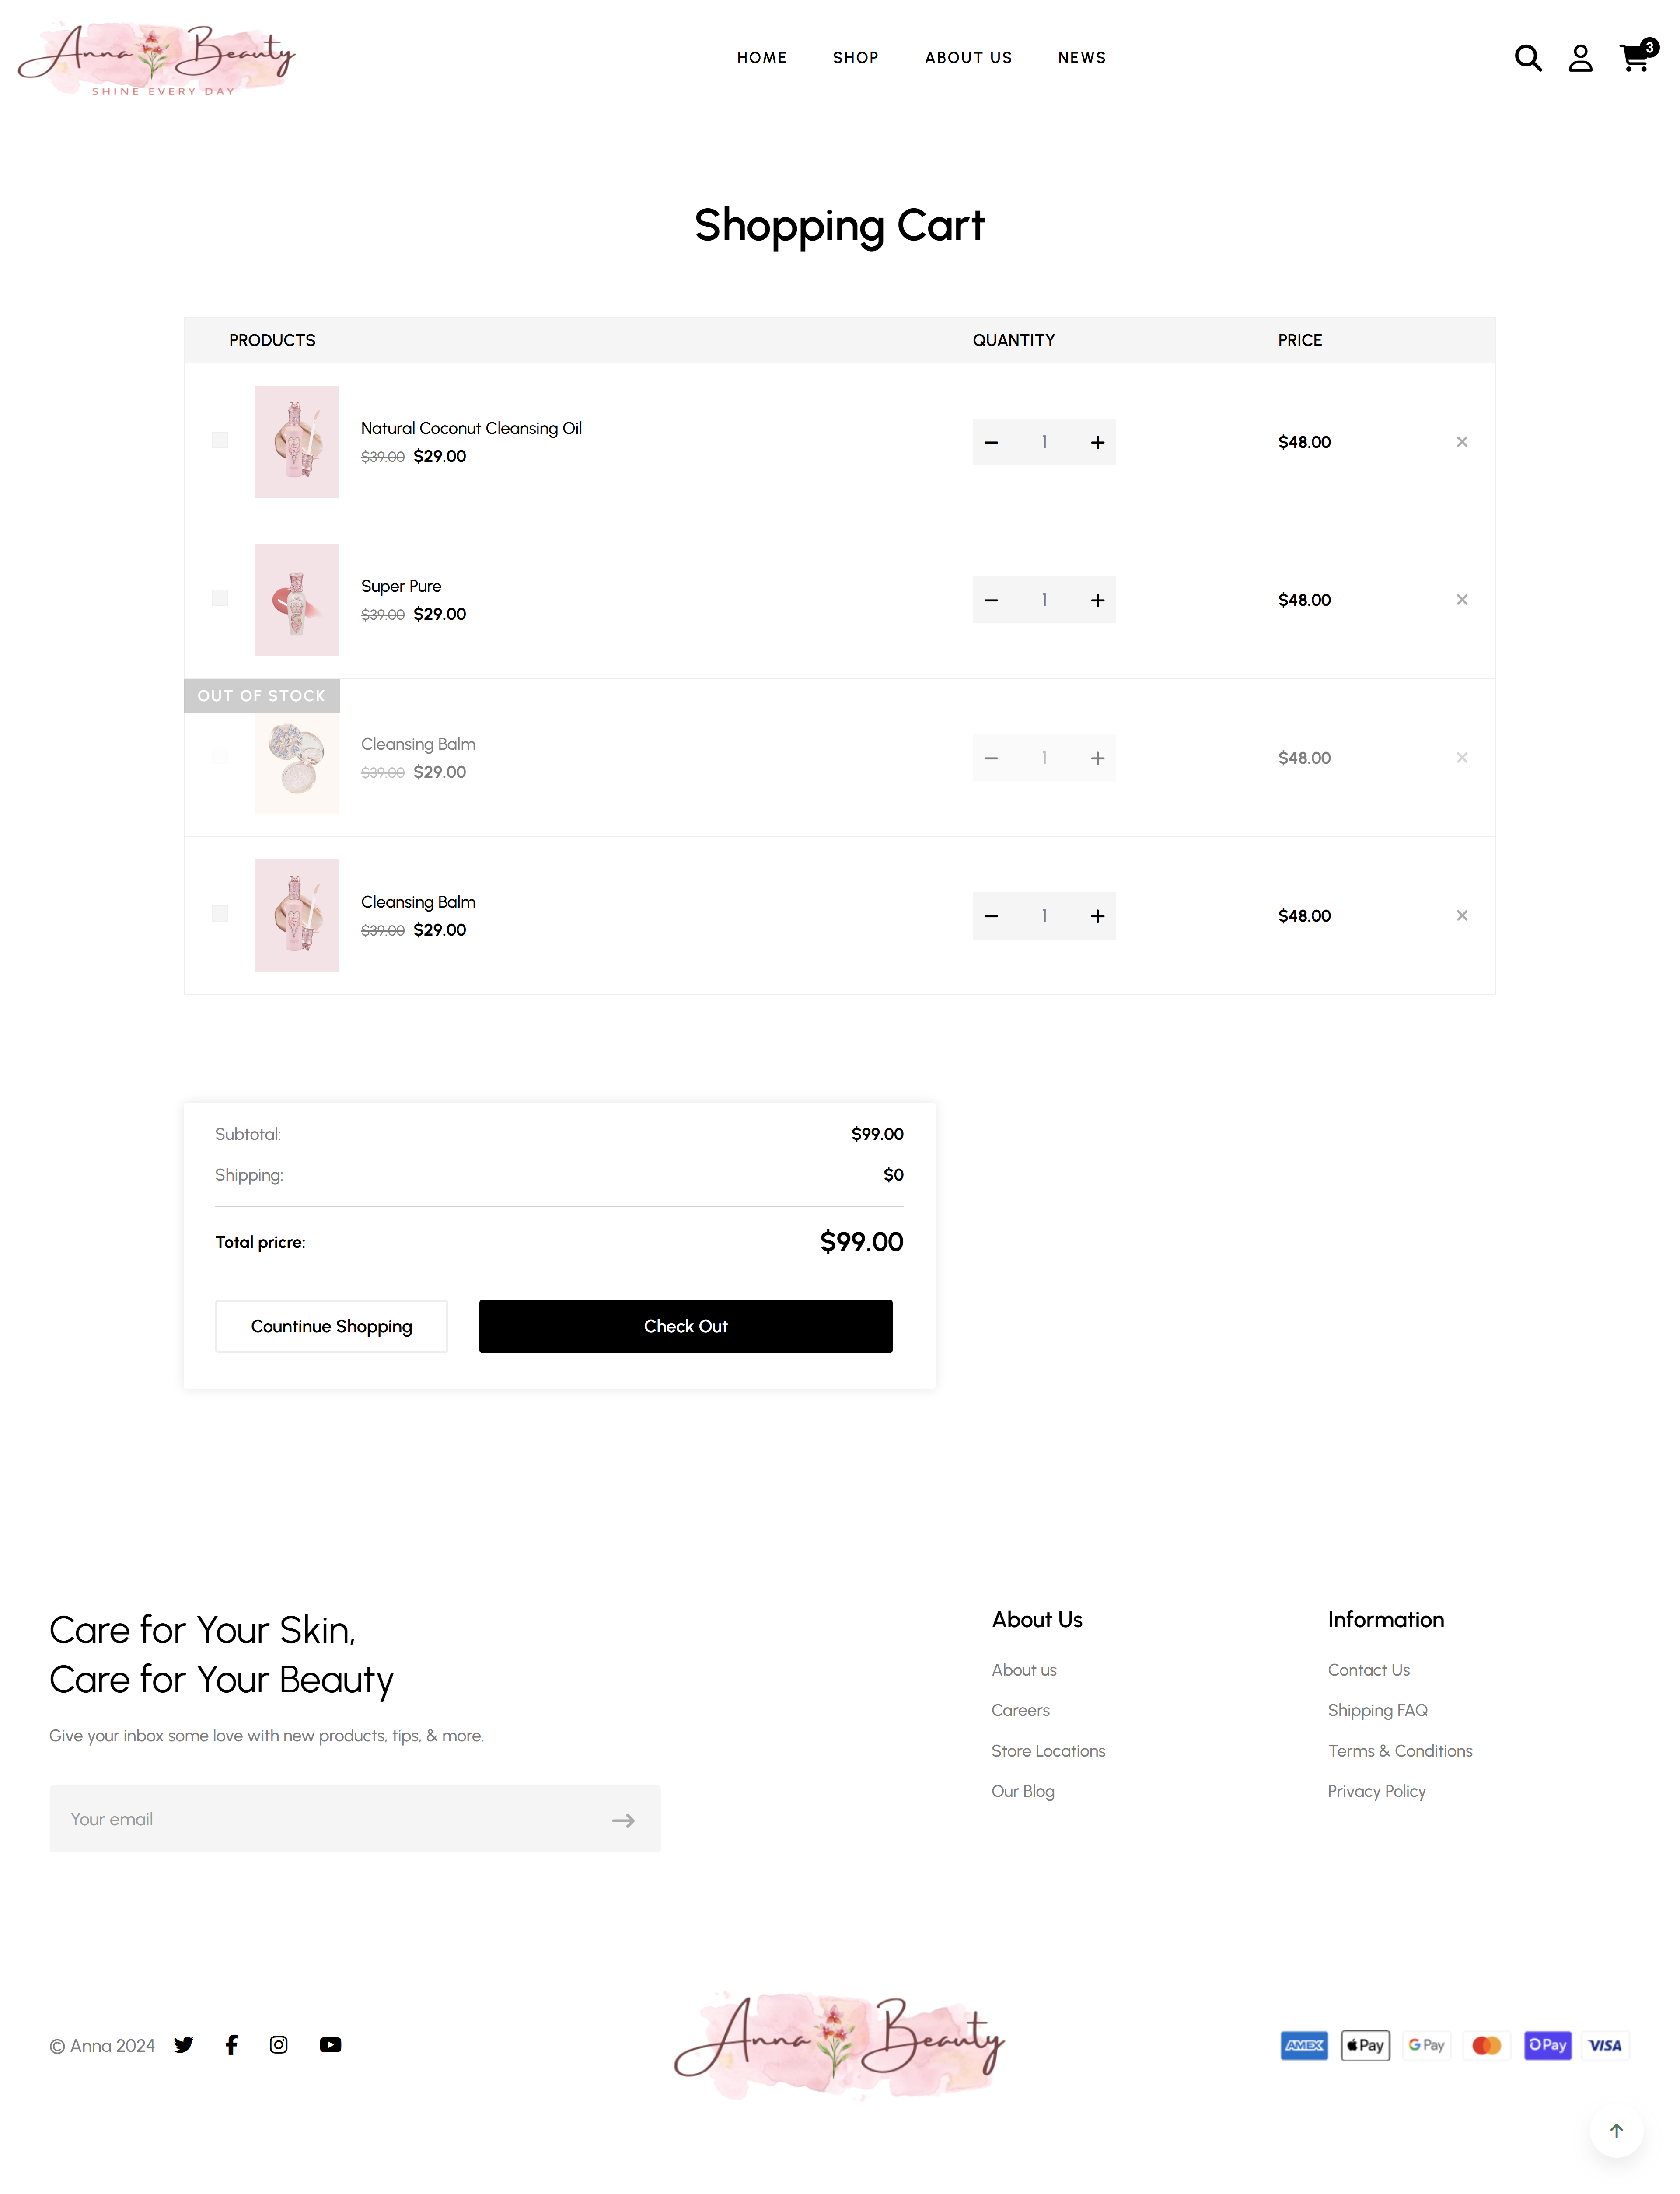 Anna Beauty
SHINE EVERY DAY
HOME SHOP ABOUT US NEWS
3
Shopping Cart
PRODUCTS QUANTITY PRICE
Natural Coconut Cleansing Oil
$39.00 $29.00
1
$48.00
Super Pure
$39.00 $29.00
1
$48.00
OUT OF STOCK
Cleansing Balm
$39.00 $29.00
1
$48.00
Cleansing Balm
$39.00 $29.00
1
$48.00
Subtotal: $99.00
Shipping: $0
Total pricre: $99.00
Countinue Shopping Check Out
Care for Your Skin,
Care for Your Beauty
Give your inbox some love with new products, tips, & more.
Your email
About Us
About us
Careers
Store Locations
Our Blog
Information
Contact Us
Shipping FAQ
Terms & Conditions
Privacy Policy
© Anna 2024
Anna Beauty
AMEX Pay G Pay Pay VISA